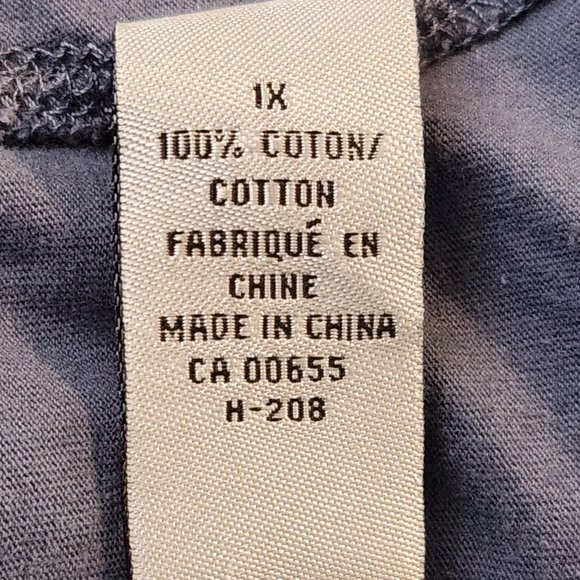 1X
100% COTON/
COTTON
FABRIQUÉ EN
CHINE
MADE IN CHINA
CA 00655
H-208